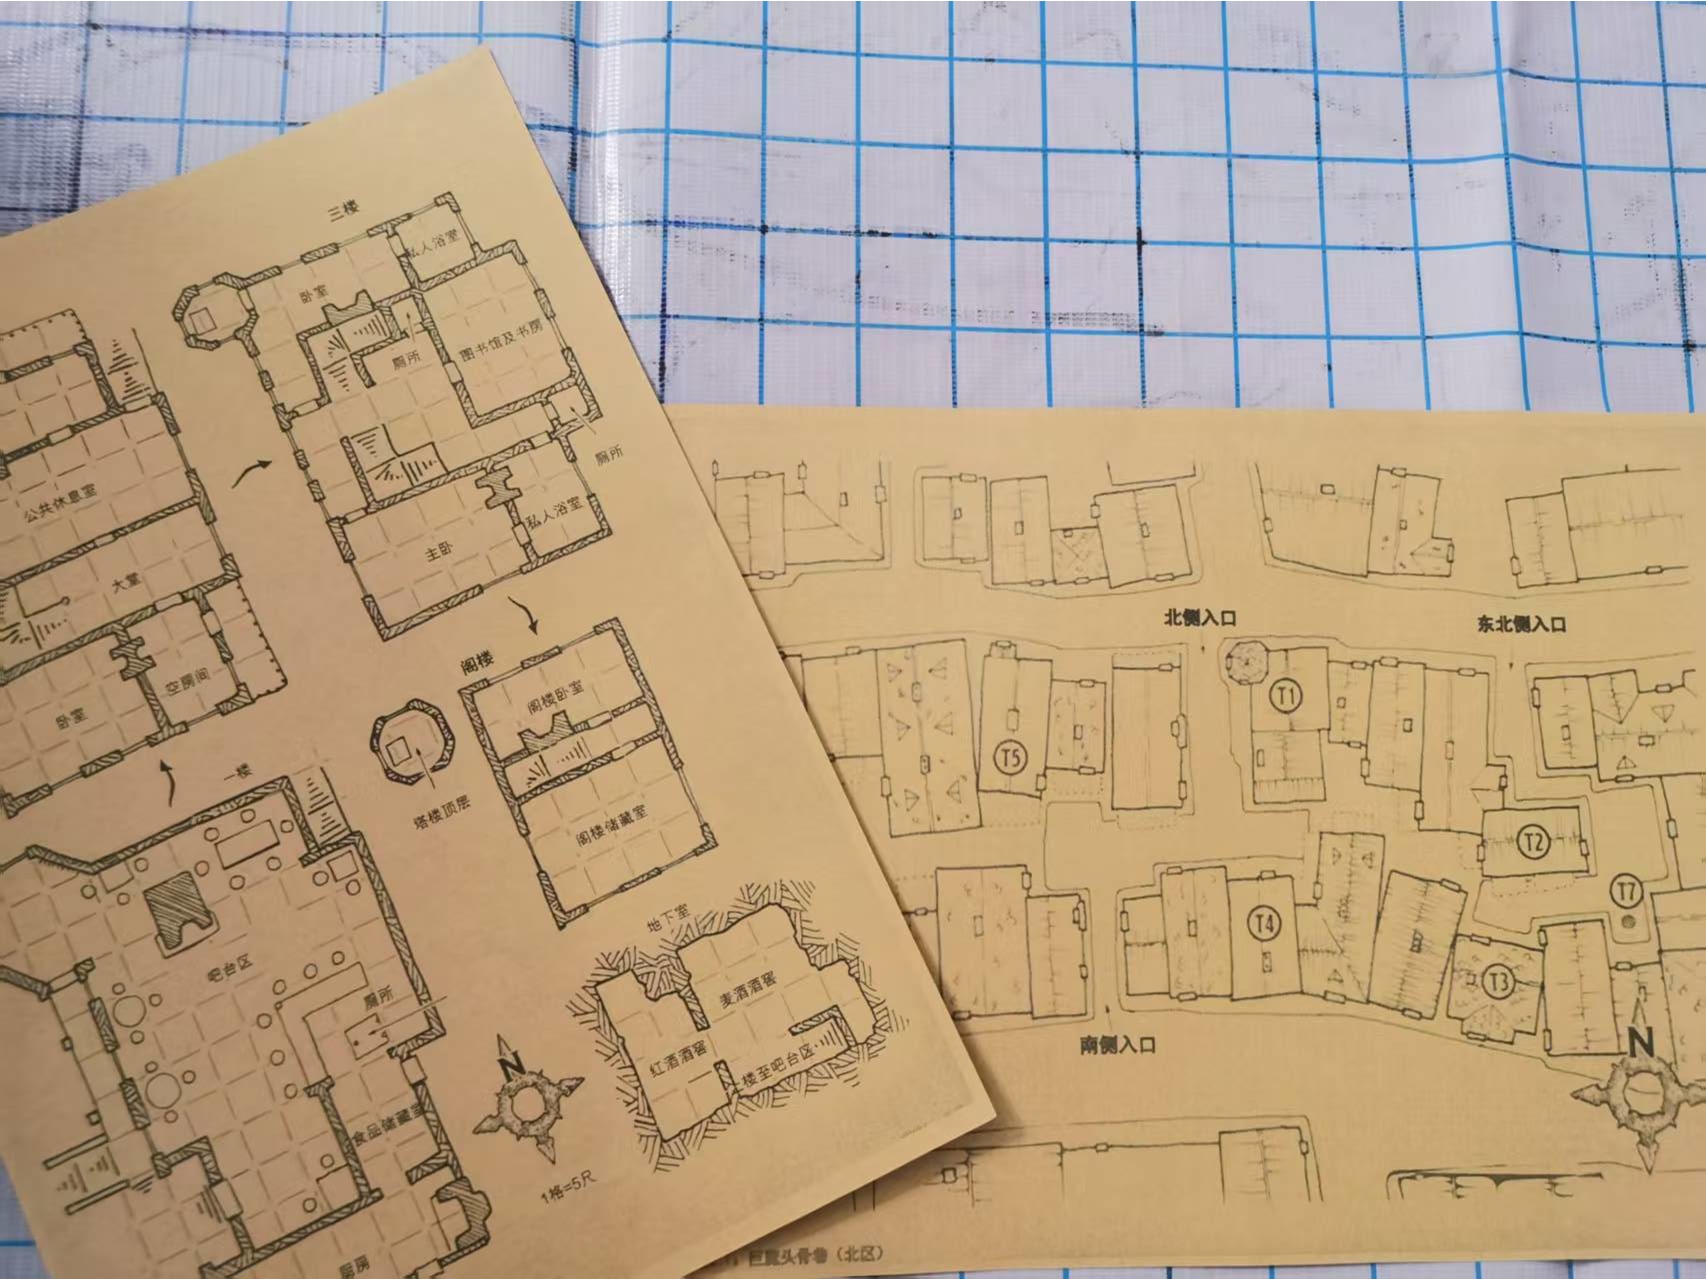 三楼
私人浴室
卧室
厕所
图书馆及书房
厕所
私人浴室
主卧
公共休息室
大堂
空房间
卧室
阁楼
阁楼卧室
阁楼储藏室
塔楼顶层
一楼
吧台区
厕所
食品储藏室
厨房
地下室
麦酒酒窖
红酒酒窖
楼至吧台区
N
1格=5尺
北侧入口
东北侧入口
T1
T5
T2
T7
T4
T3
南侧入口
N
巨魔头骨巷（北区）